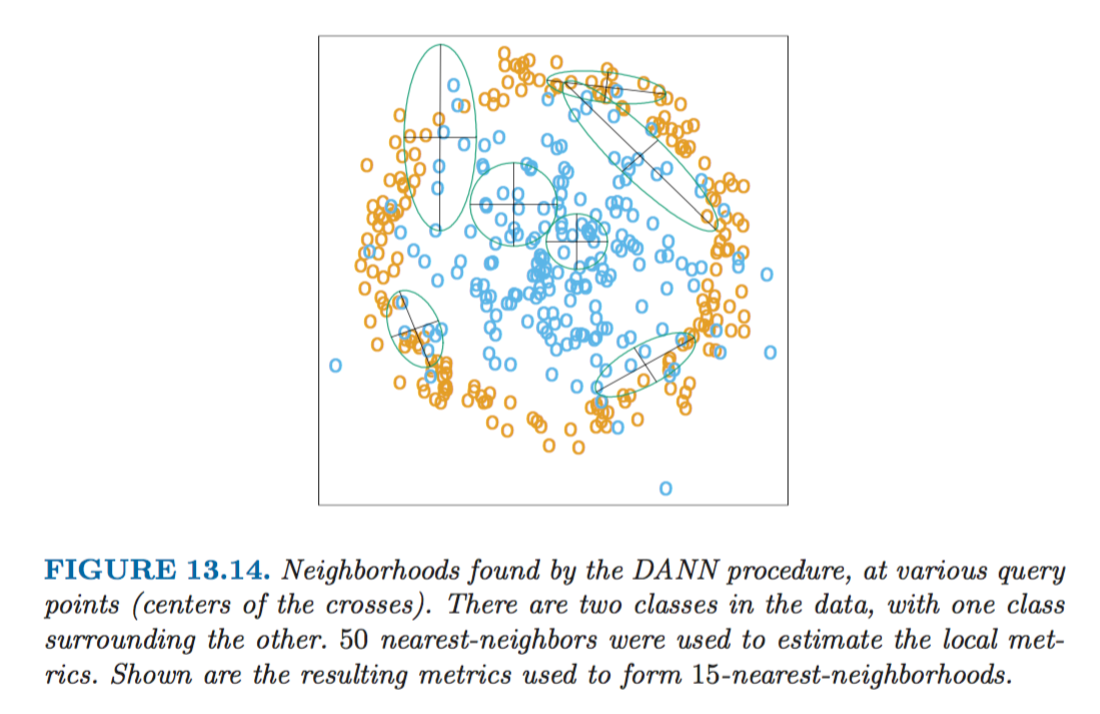 FIGURE 13.14. Neighborhoods found by the DANN procedure, at various query
points (centers of the crosses). There are two classes in the data, with one class
surrounding the other. 50 nearest-neighbors were used to estimate the local met-
rics. Shown are the resulting metrics used to form 15-nearest-neighborhoods.